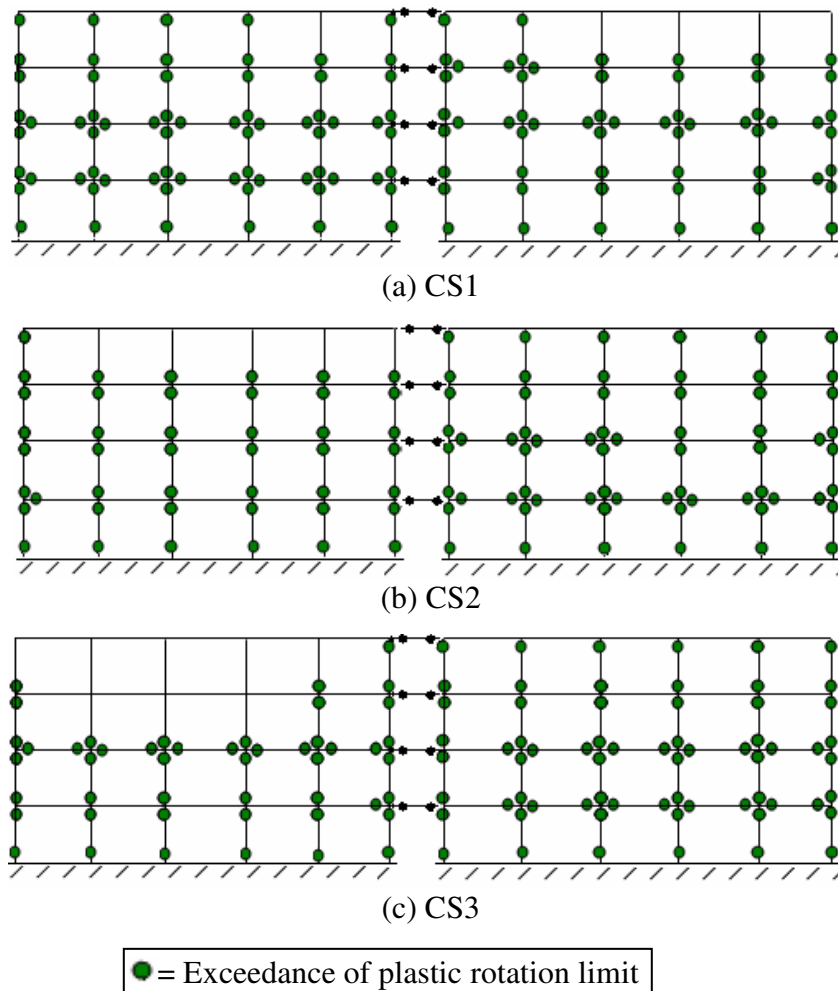 (a) CS1
(b) CS2
(c) CS3
= Exceedance of plastic rotation limit